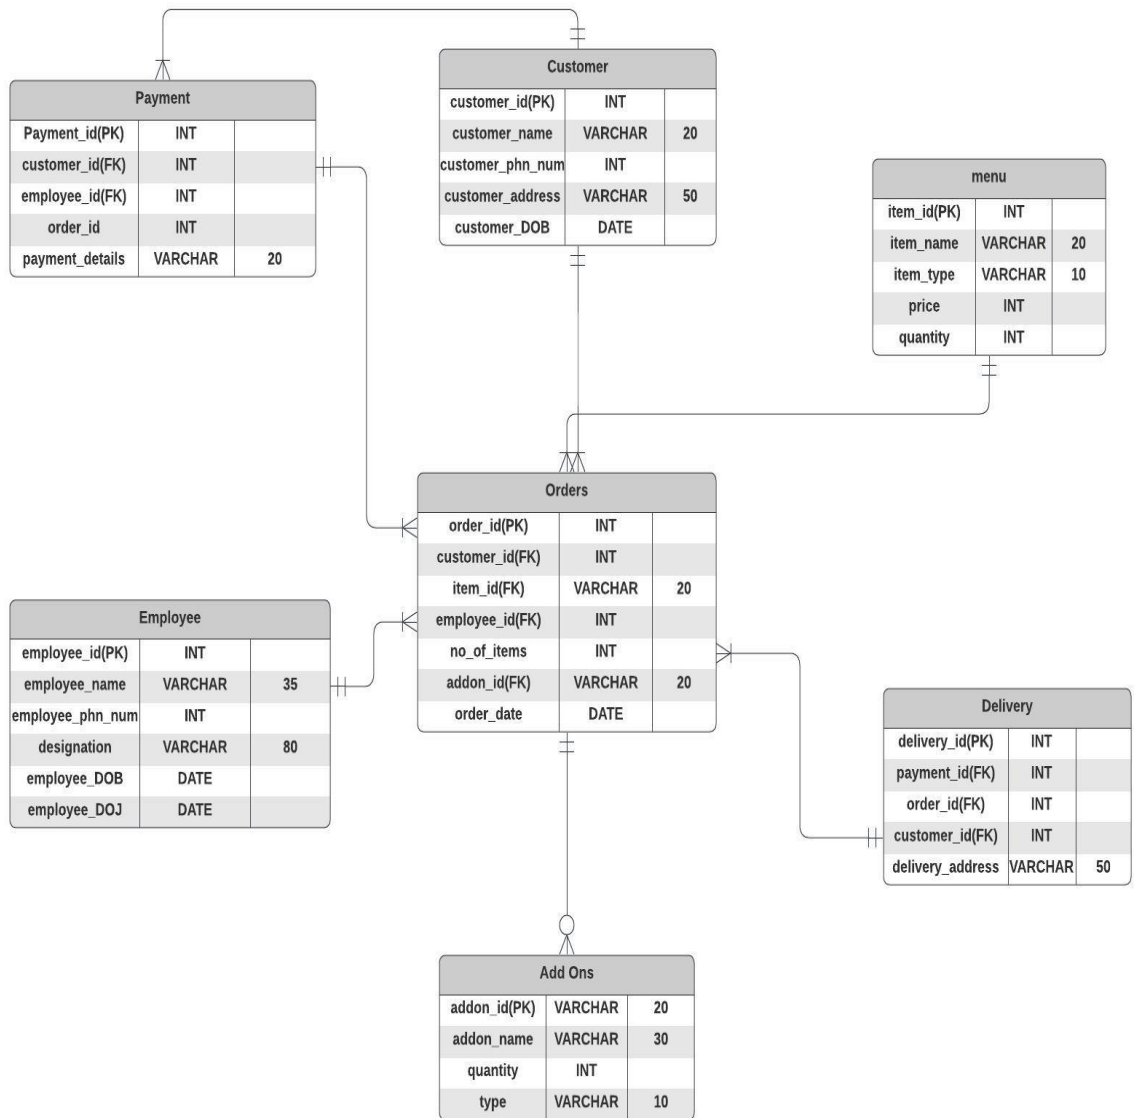 Payment
Payment_id(PK) INT
customer_id(FK) INT
employee_id(FK) INT
order_id INT
payment_details VARCHAR 20
Customer
customer_id(PK) INT
customer_name VARCHAR 20
customer_phn_num INT
customer_address VARCHAR 50
customer_DOB DATE
menu
item_id(PK) INT
item_name VARCHAR 20
item_type VARCHAR 10
price INT
quantity INT
Orders
order_id(PK) INT
customer_id(FK) INT
item_id(FK) VARCHAR 20
employee_id(FK) INT
no_of_items INT
addon_id(FK) VARCHAR 20
order_date DATE
Employee
employee_id(PK) INT
employee_name VARCHAR 35
employee_phn_num INT
designation VARCHAR 80
employee_DOB DATE
employee_DOJ DATE
Delivery
delivery_id(PK) INT
payment_id(FK) INT
order_id(FK) INT
customer_id(FK) INT
delivery_address VARCHAR 50
Add Ons
addon_id(PK) VARCHAR 20
addon_name VARCHAR 30
quantity INT
type VARCHAR 10